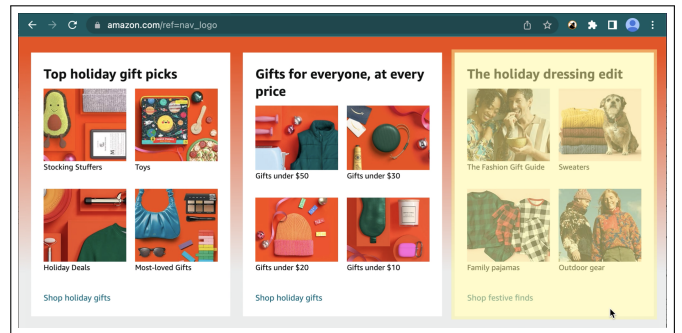 amazon.com/ref=nav_logo
Top holiday gift picks
Stocking Stuffers
Toys
Holiday Deals
Most-loved Gifts
Shop holiday gifts
Gifts for everyone, at every
price
Gifts under $50
Gifts under $30
Gifts under $20
Gifts under $10
Shop holiday gifts
The holiday dressing edit
The Fashion Gift Guide
Sweaters
Family pajamas
Outdoor gear
Shop festive finds